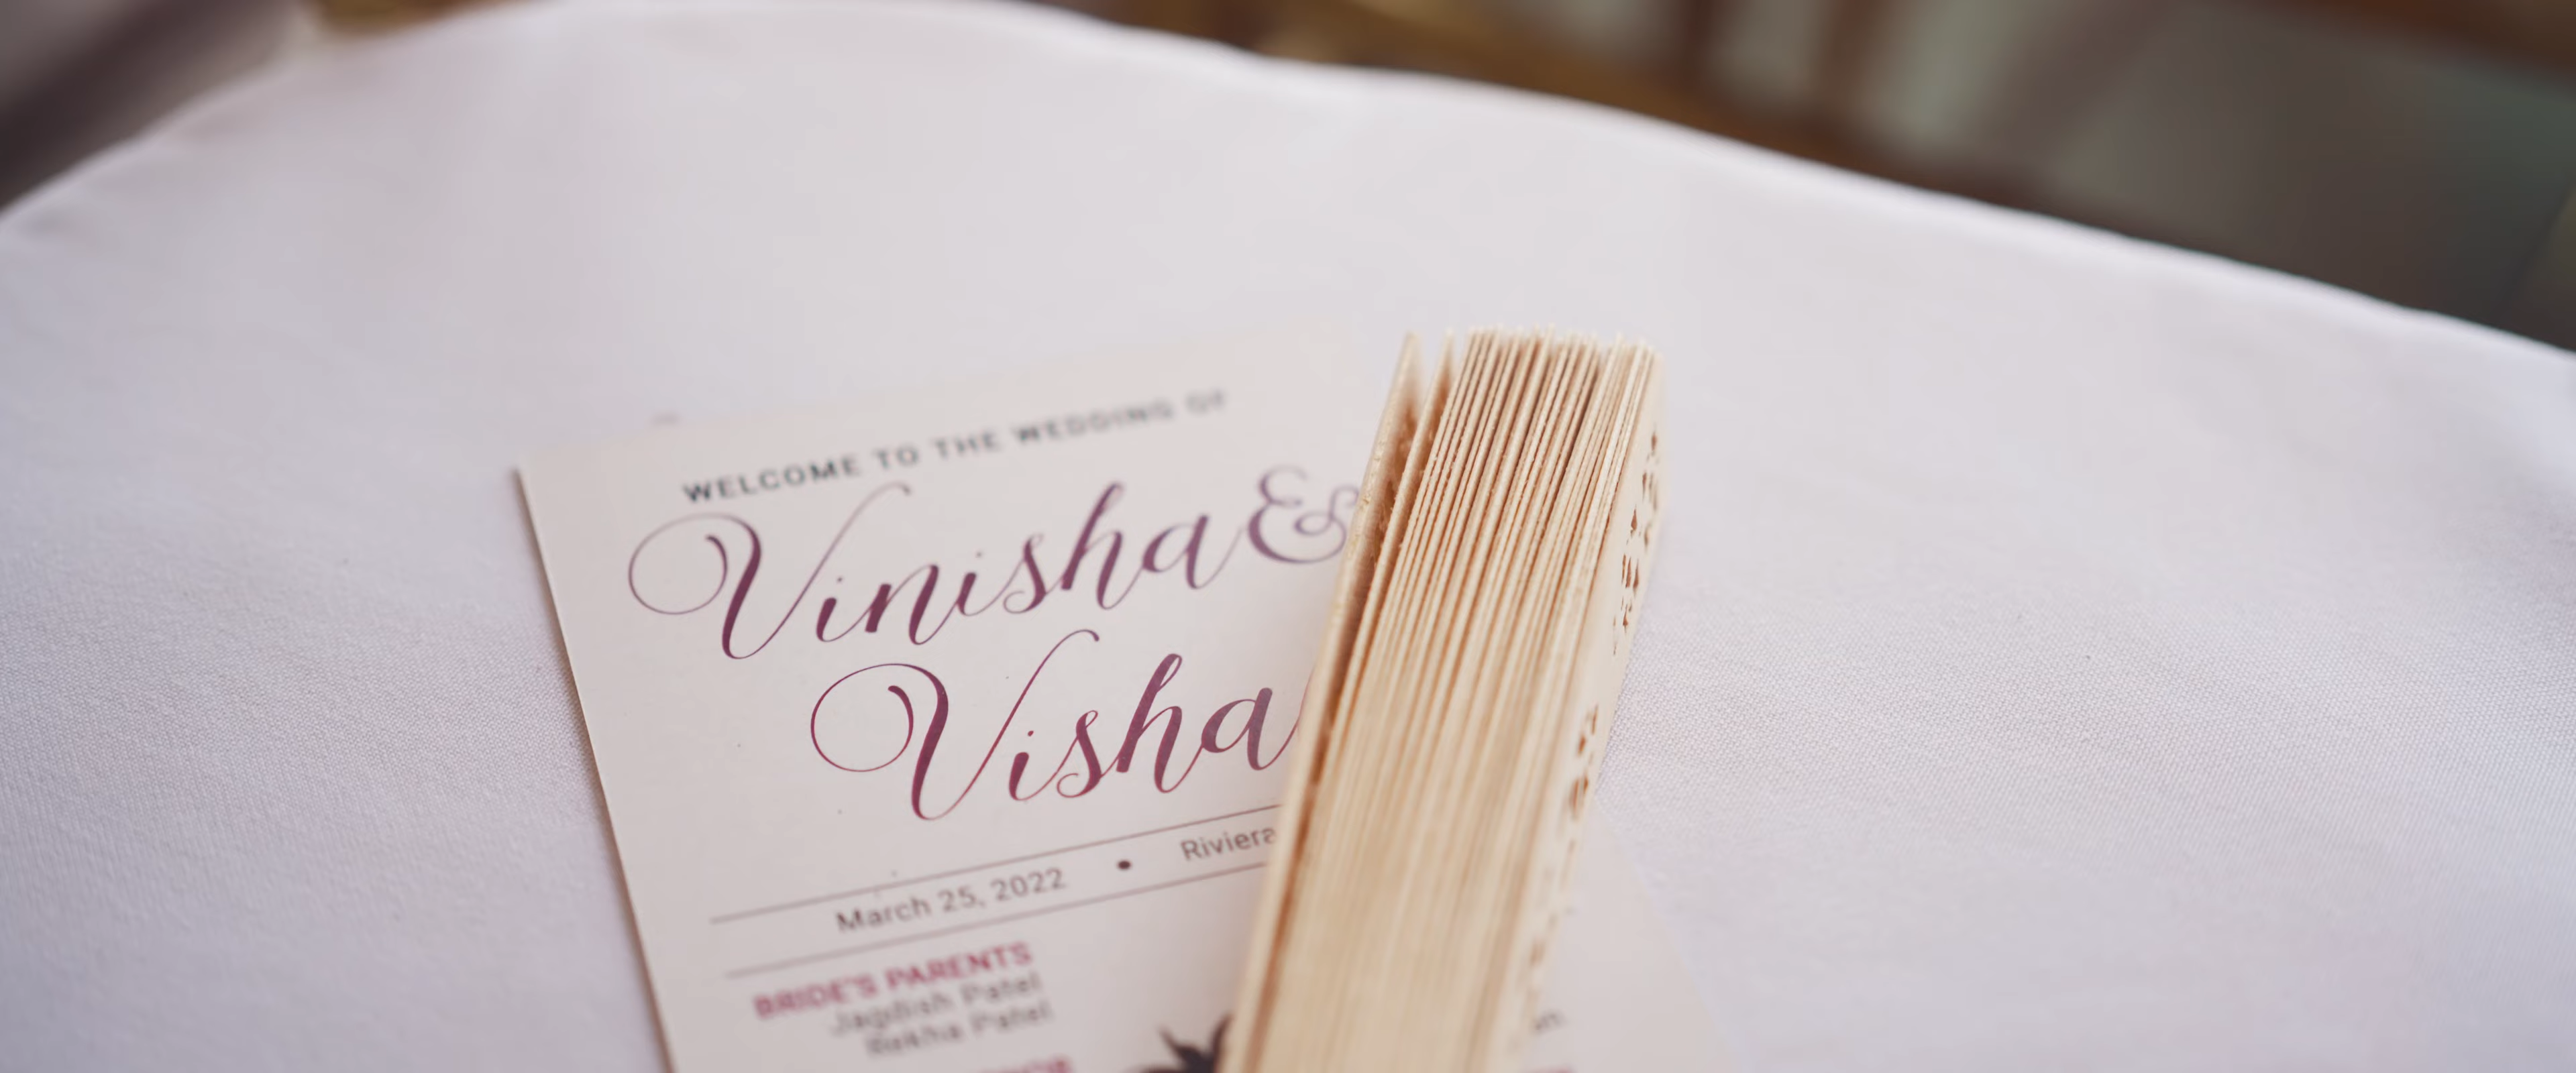 WELCOME TO THE WEDDING OF
Vinisha &
Visha
March 25, 2022 • Riviera
BRIDE'S PARENTS
Jagdish Patel
Rekha Patel